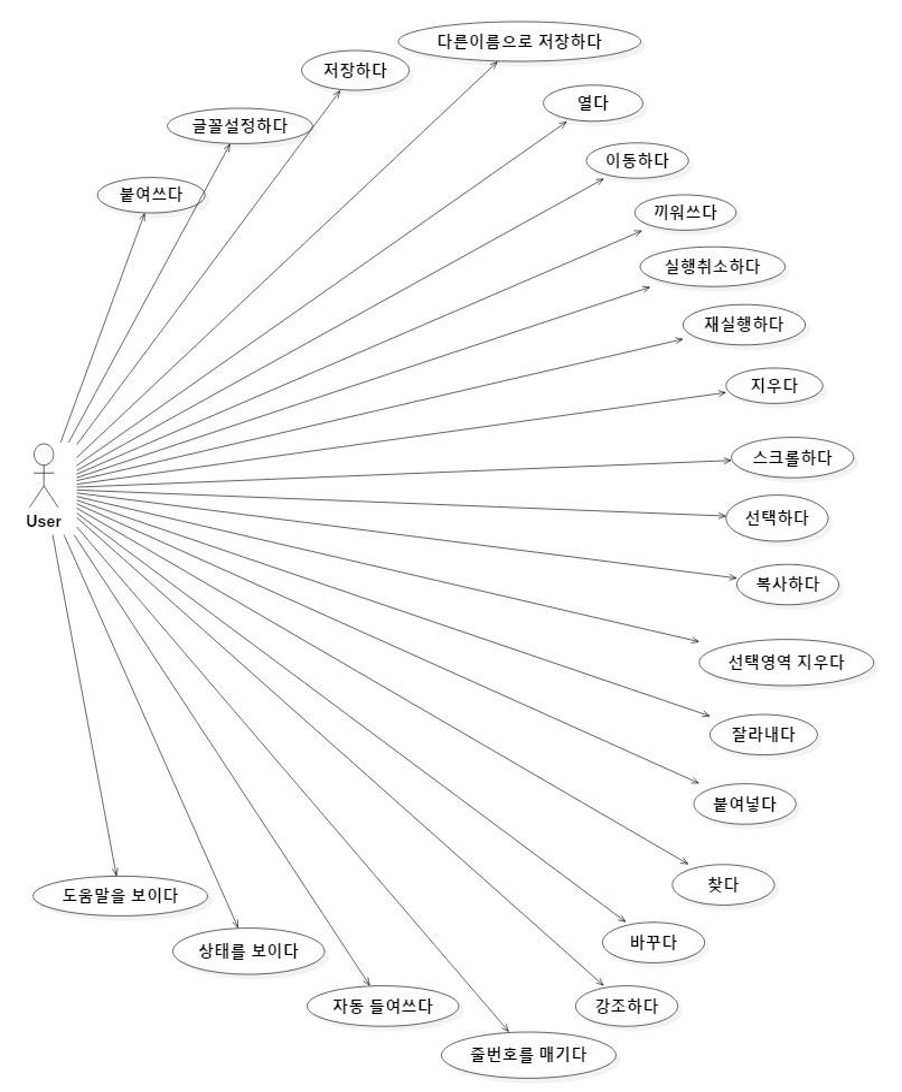 다른이름으로 저장하다
저장하다
열다
글꼴설정하다
이동하다
붙여쓰다
끼워쓰다
실행취소하다
재실행하다
지우다
스크롤하다
User
선택하다
복사하다
선택영역 지우다
잘라내다
붙여넣다
찾다
도움말을 보이다
바꾸다
상태를 보이다
자동 들여쓰다
강조하다
줄번호를 매기다